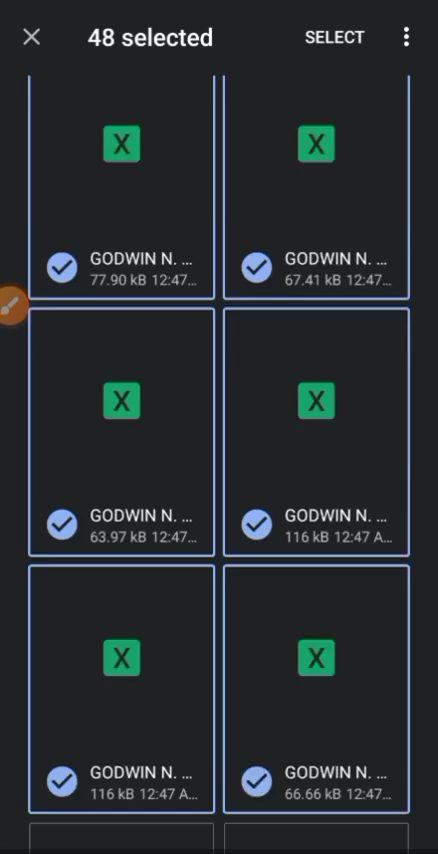 48 selected
SELECT
X
X
GODWIN N. ...
77.90 kB 12:47...
GODWIN N. ...
67.41 kB 12:47...
X
X
GODWIN N. ...
63.97 kB 12:47...
GODWIN N. ...
116 kB 12:47 A...
X
X
GODWIN N. ...
116 kB 12:47 A...
GODWIN N. ...
66.66 kB 12:47...